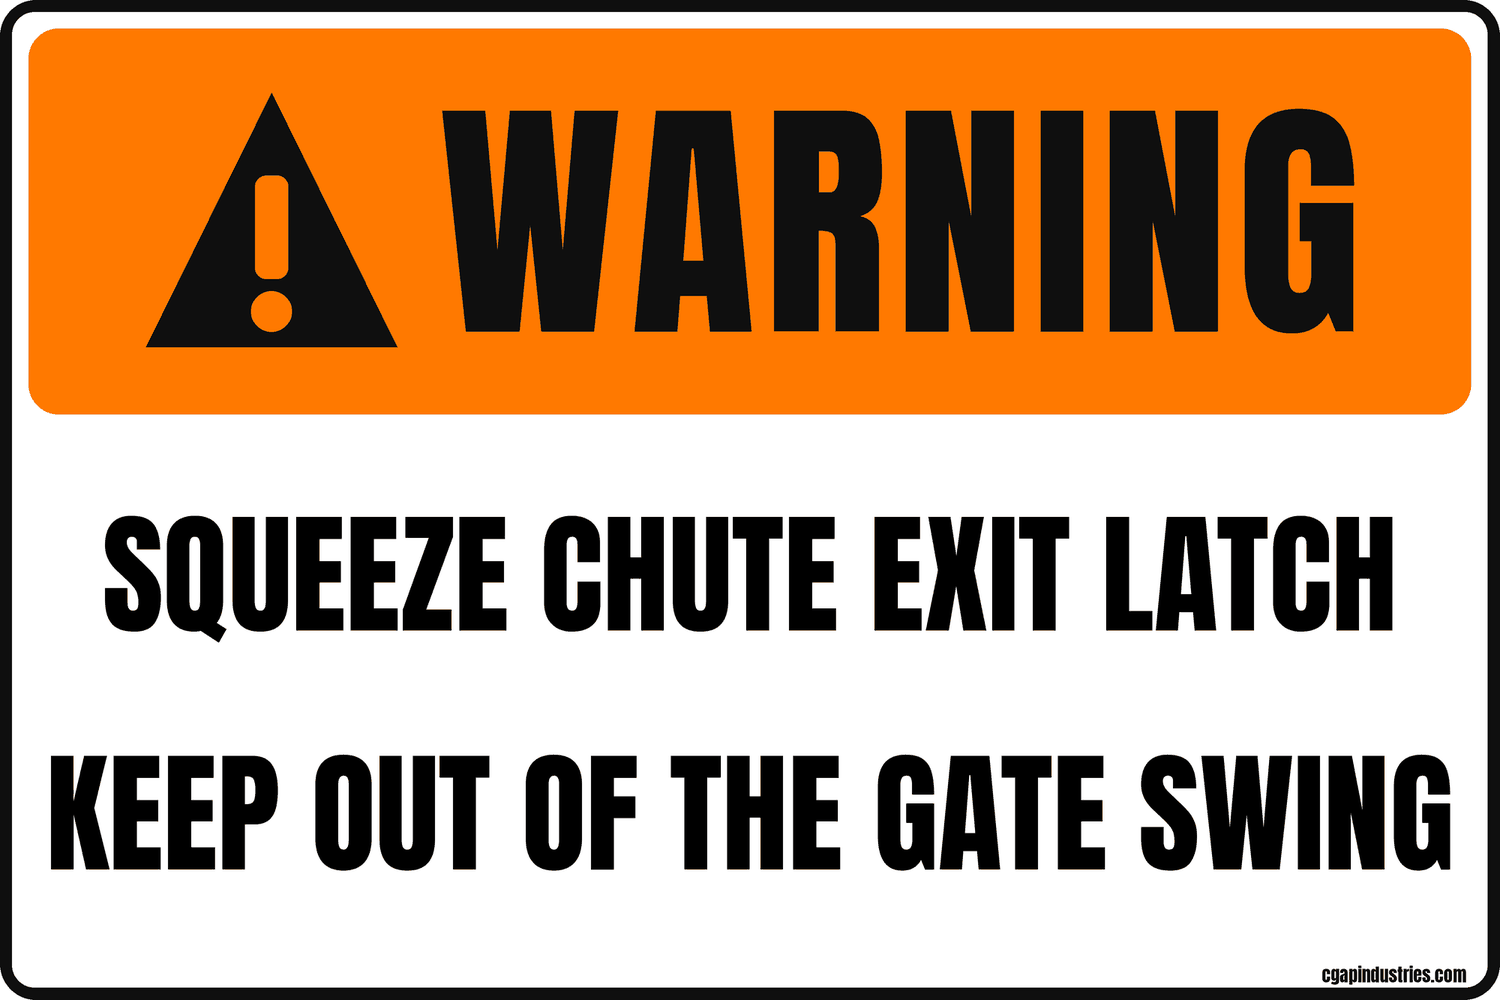 WARNING
SQUEEZE CHUTE EXIT LATCH
KEEP OUT OF THE GATE SWING
cgapindustries.com